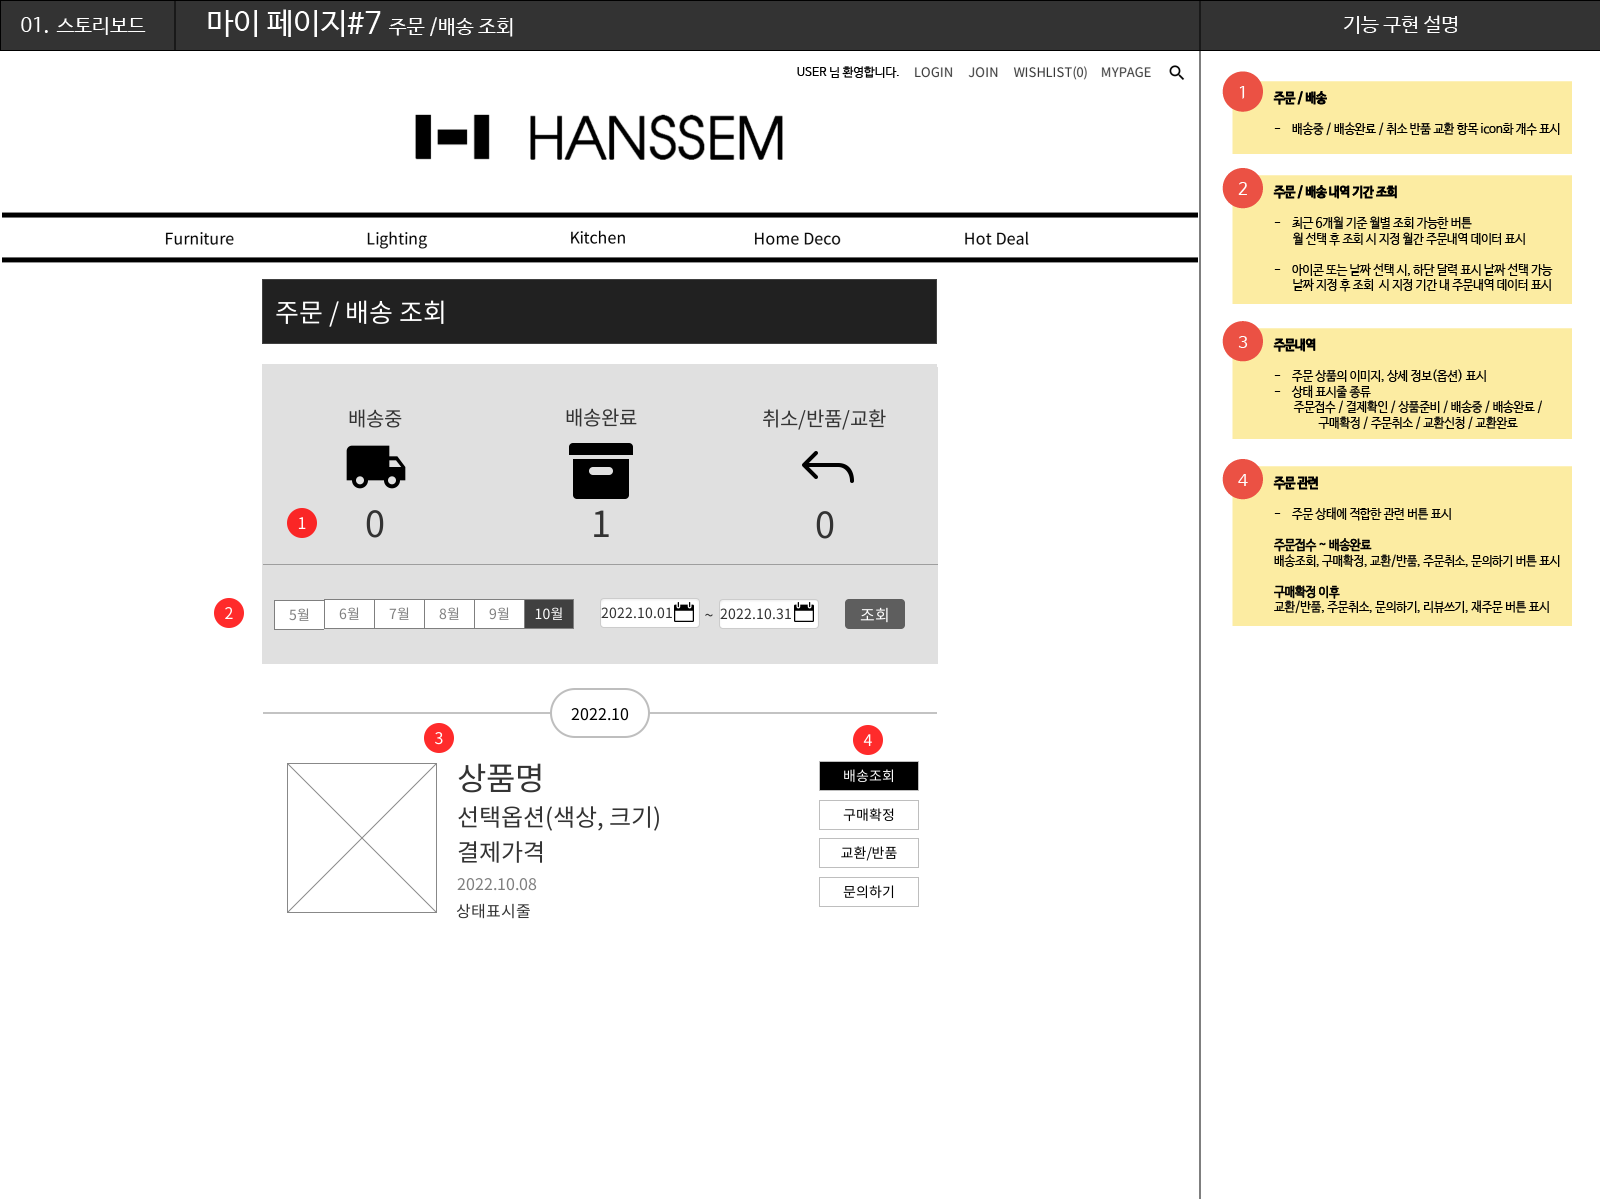 01. 스토리보드
마이 페이지#7 주문 /배송 조회
기능 구현 설명
USER 님 환영합니다. LOGIN JOIN WISHLIST(0) MYPAGE
HANSSEM
Furniture Lighting Kitchen Home Deco Hot Deal
주문 / 배송 조회
배송중 배송완료 취소/반품/교환
1 0 1 0
2 5월 6월 7월 8월 9월 10월 2022.10.01 ~ 2022.10.31 조회
2022.10
3
상품명
선택옵션(색상, 크기)
결제가격
2022.10.08
상태표시줄
4
배송조회
구매확정
교환/반품
문의하기
1 주문 / 배송
- 배송중 / 배송완료 / 취소 반품 교환 항목 icon화 개수 표시
2 주문 / 배송 내역 기간 조회
- 최근 6개월 기준 월별 조회 가능한 버튼
월 선택 후 조회 시 지정 월간 주문내역 데이터 표시
- 아이콘 또는 날짜 선택 시, 하단 달력 표시 날짜 선택 가능
날짜 지정 후 조회 시 지정 기간 내 주문내역 데이터 표시
3 주문내역
- 주문 상품의 이미지, 상세 정보(옵션) 표시
- 상태 표시줄 종류
주문접수 / 결제확인 / 상품준비 / 배송중 / 배송완료 /
구매확정 / 주문취소 / 교환신청 / 교환완료
4 주문 관련
- 주문 상태에 적합한 관련 버튼 표시
주문접수 ~ 배송완료
배송조회, 구매확정, 교환/반품, 주문취소, 문의하기 버튼 표시
구매확정 이후
교환/반품, 주문취소, 문의하기, 리뷰쓰기, 재주문 버튼 표시